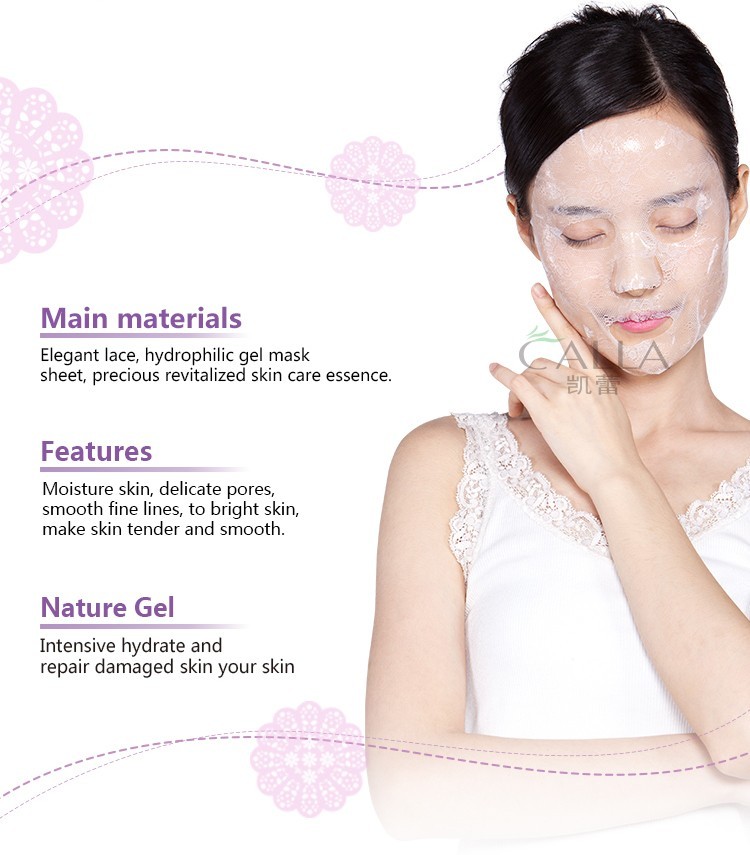 Main materials
Elegant lace, hydrophilic gel mask
sheet, precious revitalized skin care essence.
CALLA
凯蕾
Features
Moisture skin, delicate pores,
smooth fine lines, to bright skin,
make skin tender and smooth.
Nature Gel
Intensive hydrate and
repair damaged skin your skin